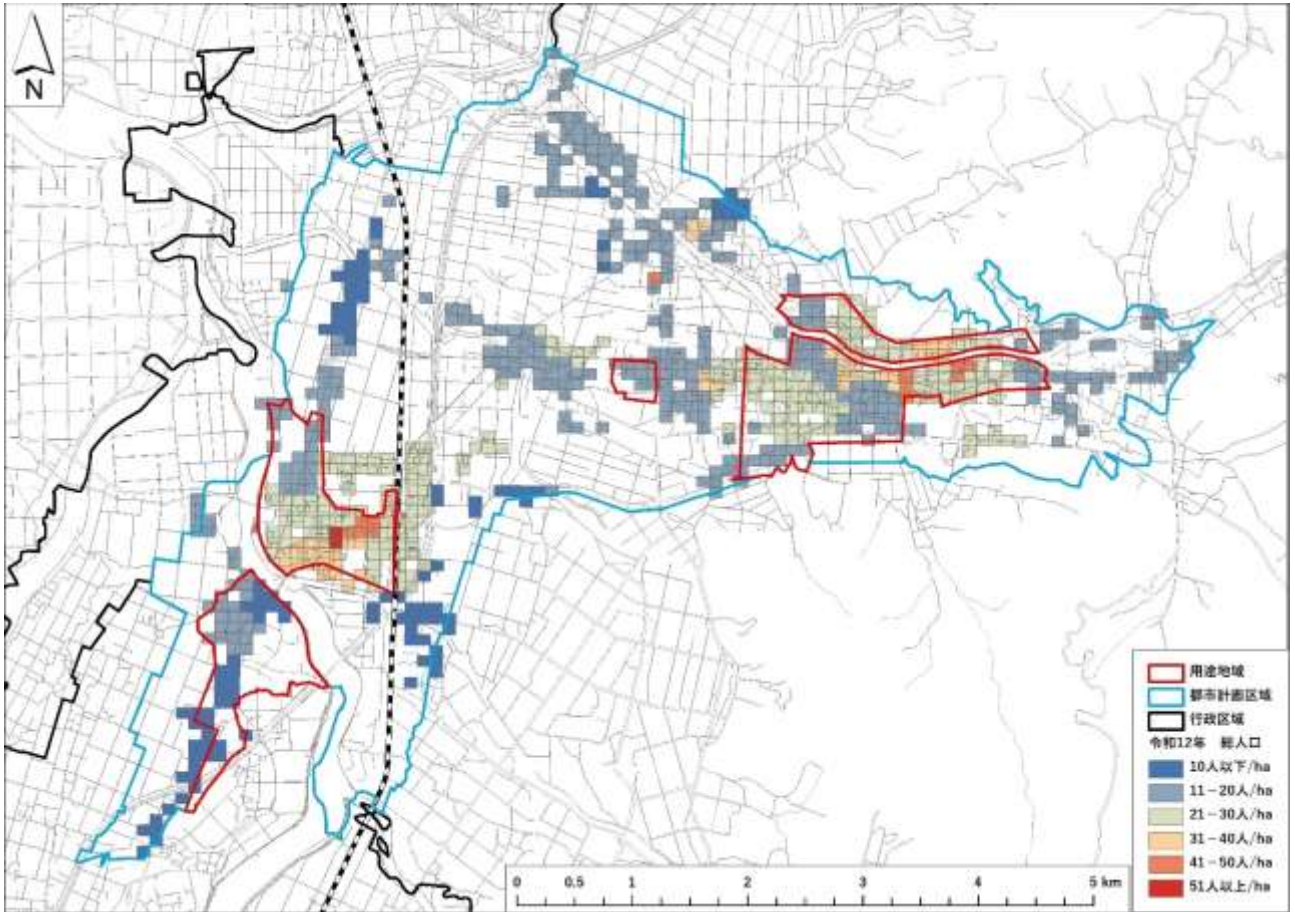 N
用途地域
都市計画区域
行政区域
令和12年 総人口
10人以下/ha
11－20人/ha
21－30人/ha
31－40人/ha
41－50人/ha
51人以上/ha
0 0.5 1 2 3 4 5 km